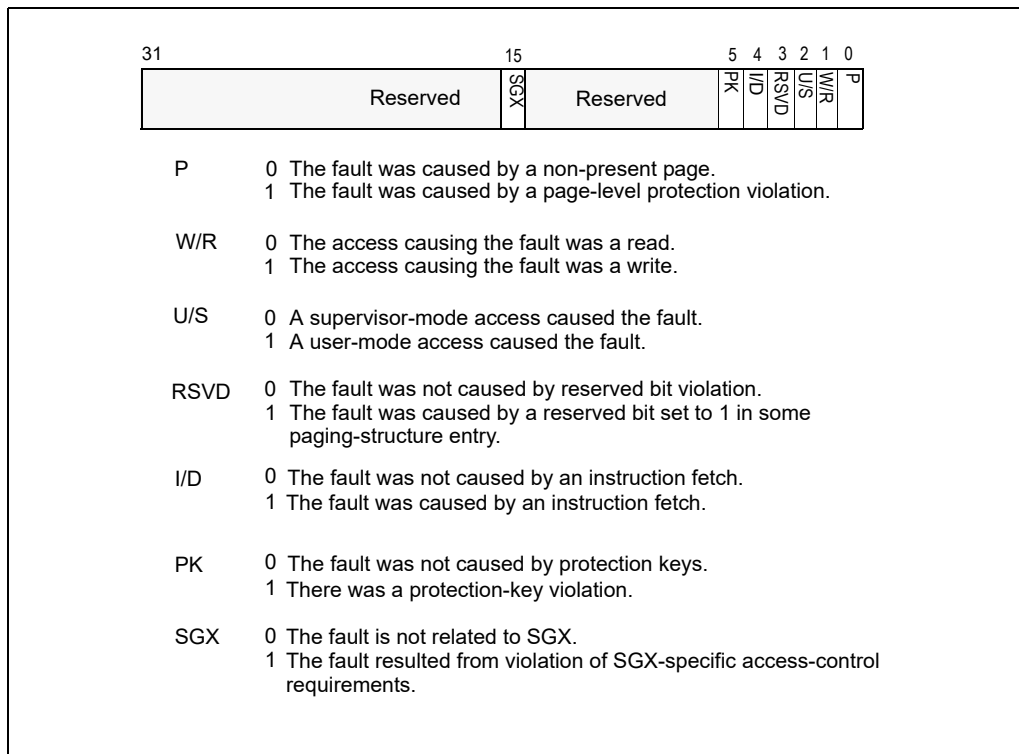 31 15 5 4 3 2 1 0
Reserved SGX Reserved PK I/D RSVD U/S W/R P
P 0 The fault was caused by a non-present page.
1 The fault was caused by a page-level protection violation.
W/R 0 The access causing the fault was a read.
1 The access causing the fault was a write.
U/S 0 A supervisor-mode access caused the fault.
1 A user-mode access caused the fault.
RSVD 0 The fault was not caused by reserved bit violation.
1 The fault was caused by a reserved bit set to 1 in some
paging-structure entry.
I/D 0 The fault was not caused by an instruction fetch.
1 The fault was caused by an instruction fetch.
PK 0 The fault was not caused by protection keys.
1 There was a protection-key violation.
SGX 0 The fault is not related to SGX.
1 The fault resulted from violation of SGX-specific access-control
requirements.